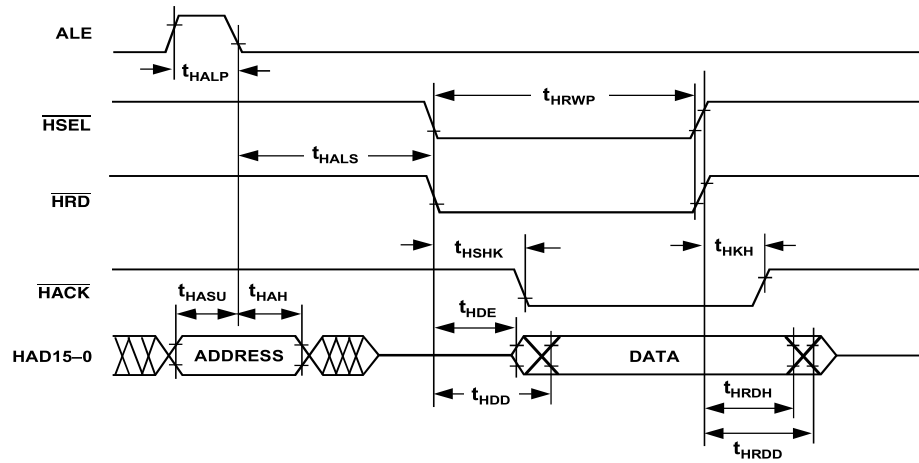 ALE
tHALP
tHRWP
HSEL
tHALS
HRD
tHSHK
tHKH
HACK
tHASU
tHAH
tHDE
HAD15–0
ADDRESS
DATA
tHDD
tHRDH
tHRDD